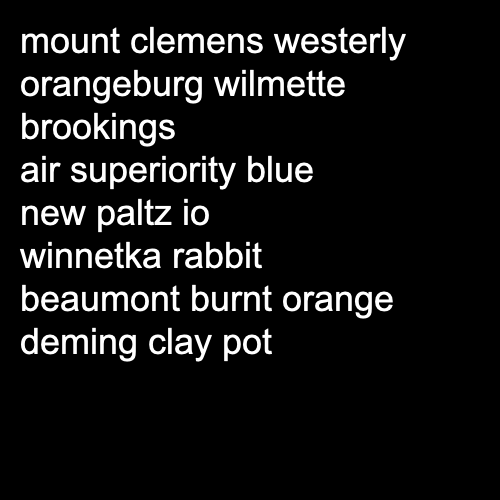 mount clemens westerly
orangeburg wilmette
brookings
air superiority blue
new paltz io
winnetka rabbit
beaumont burnt orange
deming clay pot